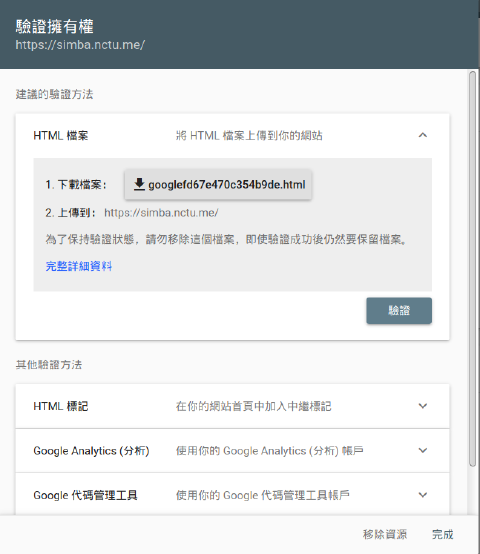 驗證擁有權
https://simba.nctu.me/
建議的驗證方法
HTML 檔案 將 HTML 檔案上傳到你的網站
1. 下載檔案： googlefd67e470c354b9de.html
2. 上傳到： https://simba.nctu.me/
為了保持驗證狀態，請勿移除這個檔案，即使驗證成功後仍然要保留檔案。
完整詳細資料
驗證
其他驗證方法
HTML 標記 在你的網站首頁中加入中繼標記
Google Analytics (分析) 使用你的 Google Analytics (分析) 帳戶
Google 代碼管理工具 使用你的 Google 代碼管理工具帳戶
移除資源 完成